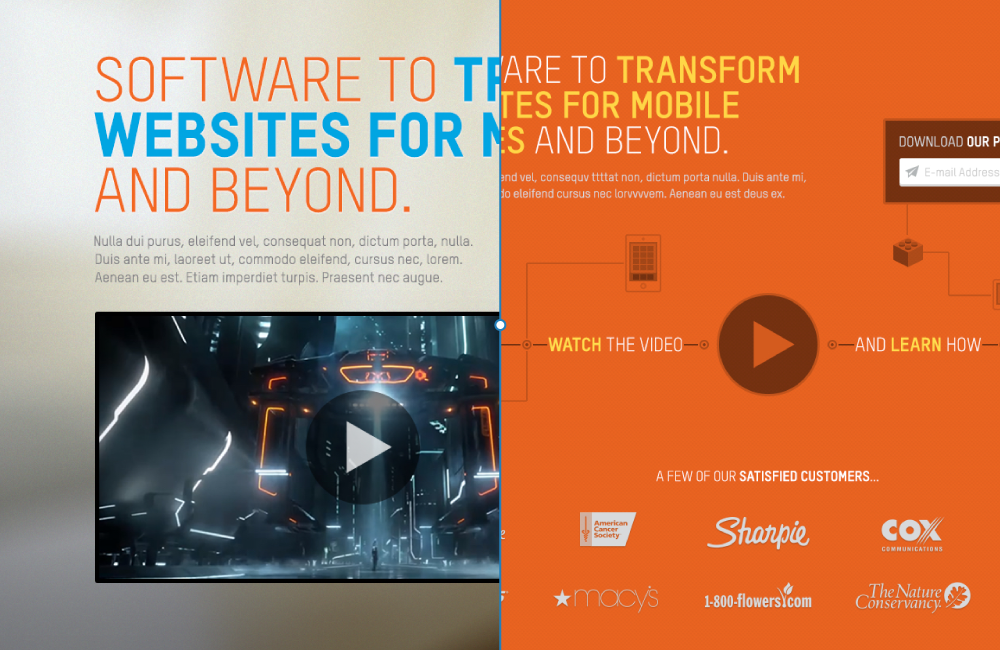 SOFTWARE TO TR
WEBSITES FOR M
AND BEYOND.
Nulla dui purus, eleifend vel, consequat non, dictum porta, nulla.
Duis ante mi, laoreet ut, commodo eleifend, cursus nec, lorem.
Aenean eu est. Etiam imperdiet turpis. Praesent nec augue.
ARE TO TRANSFORM
TES FOR MOBILE
ES AND BEYOND.
end vel, consequv ttttat non, dictum porta nulla. Duis ante mi,
do eleifend cursus nec lorvvvvem. Aenean eu est deus ex.
DOWNLOAD OUR P
E-mail Address
WATCH THE VIDEO
AND LEARN HOW
A FEW OF OUR SATISFIED CUSTOMERS...
American
Cancer
Society
Sharpie
COX
COMMUNICATIONS
macy's
1-800-flowers.com
The Nature
Conservancy